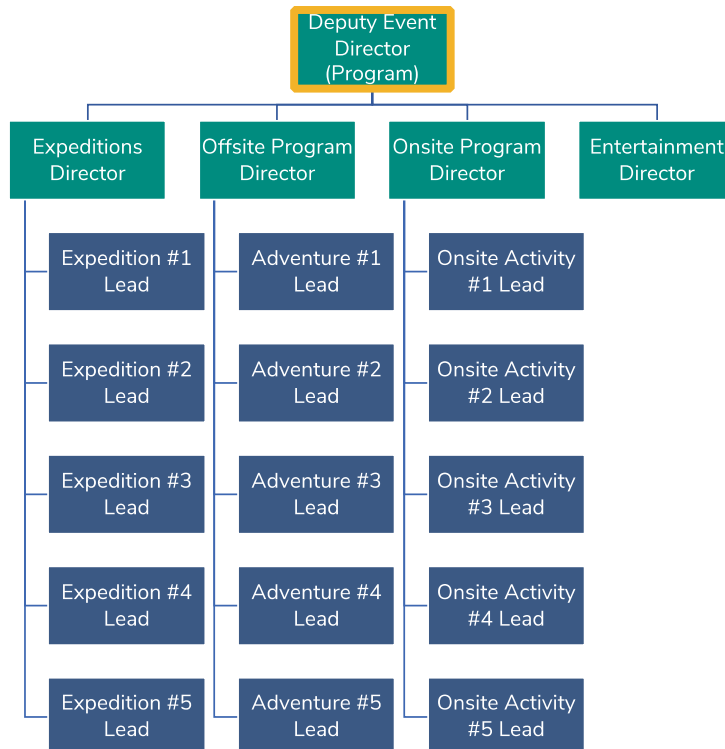 Deputy Event
Director
(Program)
Expeditions
Director
Offsite Program
Director
Onsite Program
Director
Entertainment
Director
Expedition #1
Lead
Adventure #1
Lead
Onsite Activity
#1 Lead
Expedition #2
Lead
Adventure #2
Lead
Onsite Activity
#2 Lead
Expedition #3
Lead
Adventure #3
Lead
Onsite Activity
#3 Lead
Expedition #4
Lead
Adventure #4
Lead
Onsite Activity
#4 Lead
Expedition #5
Lead
Adventure #5
Lead
Onsite Activity
#5 Lead